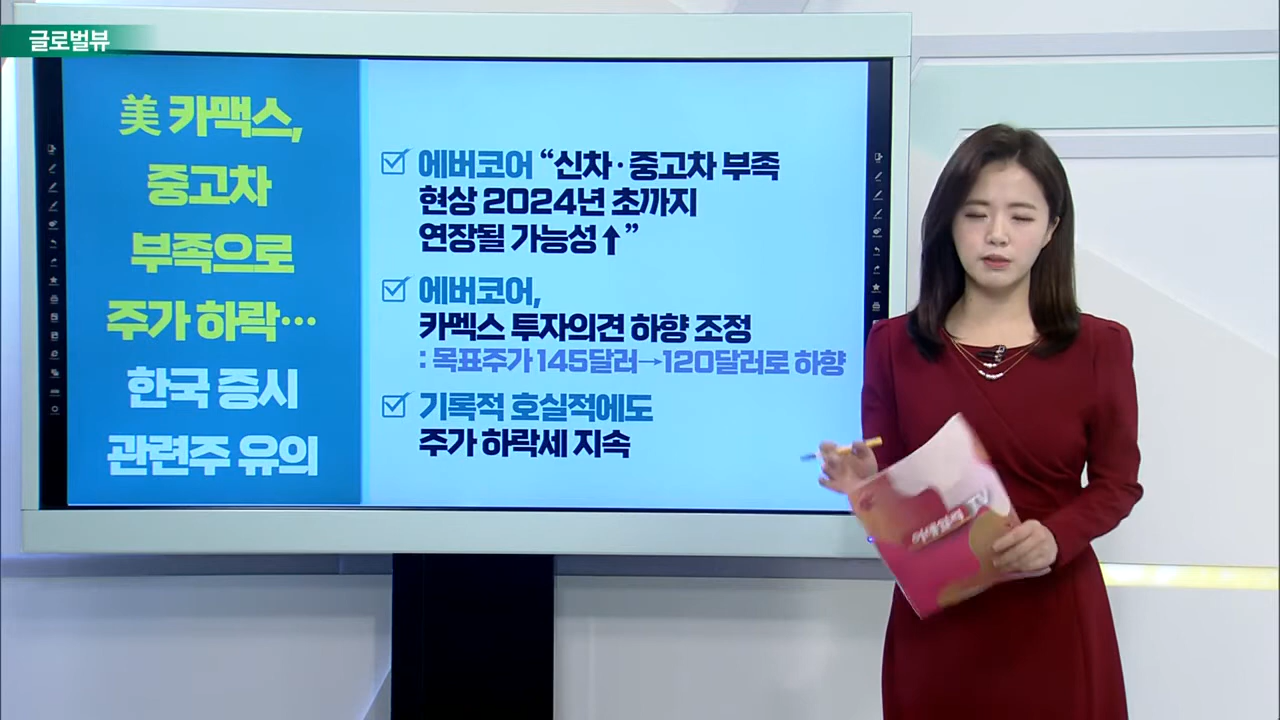 글로벌뷰
美 카맥스,
중고차
부족으로
주가 하락…
한국 증시
관련주 유의
에버코어 “신차·중고차 부족
현상 2024년 초까지
연장될 가능성↑”
에버코어,
카멕스 투자의견 하향 조정
: 목표주가 145달러→120달러로 하향
기록적 호실적에도
주가 하락세 지속